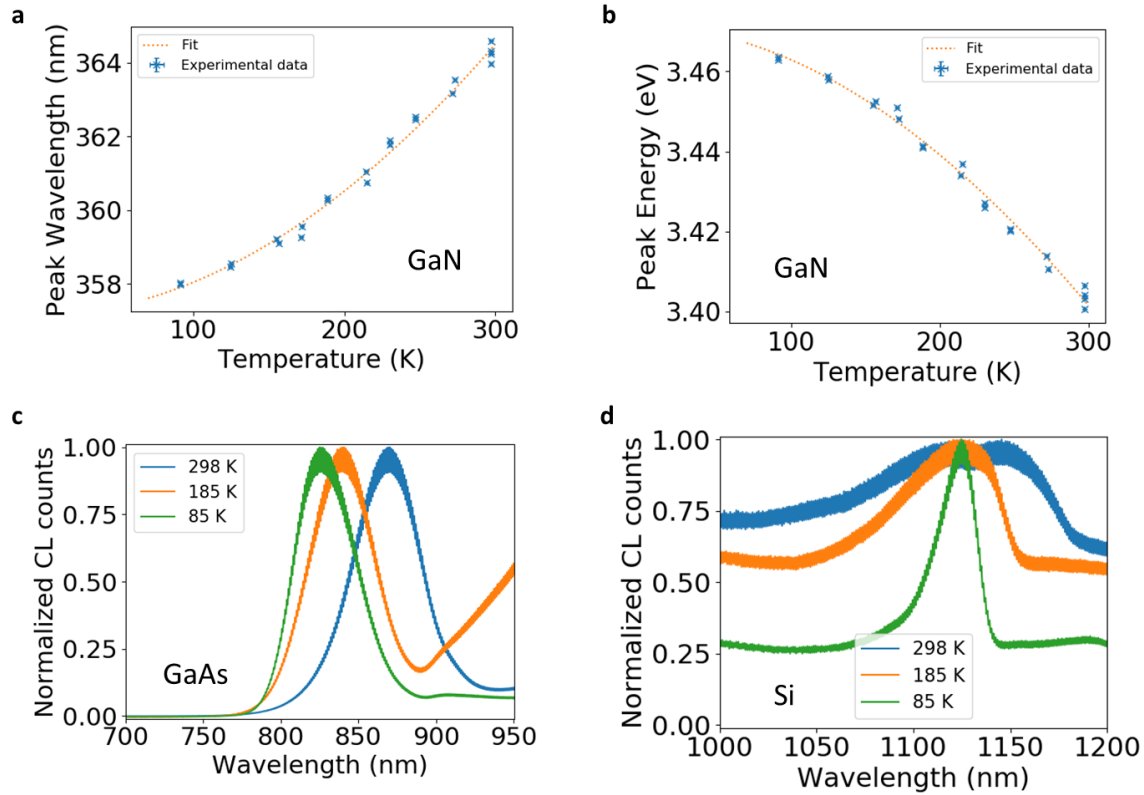 a
Peak Wavelength (nm)
364
362
360
358
Fit
Experimental data
GaN
100
200
300
Temperature (K)
b
Peak Energy (eV)
3.46
3.44
3.42
3.40
Fit
Experimental data
GaN
100
200
300
Temperature (K)
c
Normalized CL counts
1.00
0.75
0.50
0.25
0.00
298 K
185 K
85 K
GaAs
700
750
800
850
900
950
Wavelength (nm)
d
Normalized CL counts
1.00
0.75
0.50
0.25
0.00
298 K
185 K
85 K
Si
1000
1050
1100
1150
1200
Wavelength (nm)